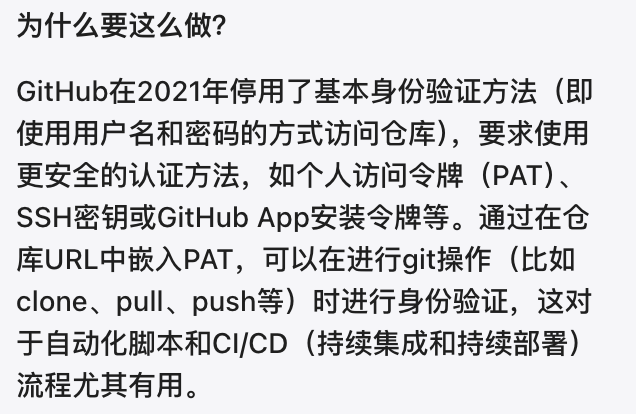 为什么要这么做?
GitHub在2021年停用了基本身份验证方法（即
使用用户名和密码的方式访问仓库），要求使用
更安全的认证方法，如个人访问令牌（PAT）、
SSH密钥或GitHub App安装令牌等。通过在仓
库URL中嵌入PAT，可以在进行git操作（比如
clone、pull、push等）时进行身份验证，这对
于自动化脚本和CI/CD（持续集成和持续部署）
流程尤其有用。